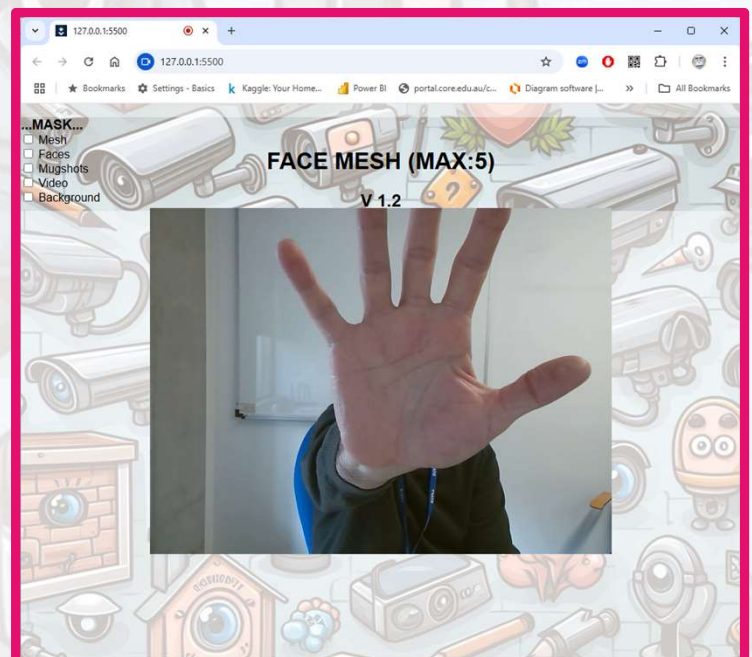 127.0.0.1:5500
127.0.0.1:5500
Bookmarks Settings - Basics k Kaggle: Your Home... Power BI portal.core.edu.au/c... Diagram software |... » All Bookmarks
...MASK...
Mesh
Faces
Mugshots
Video
Background
FACE MESH (MAX:5)
V 1.2